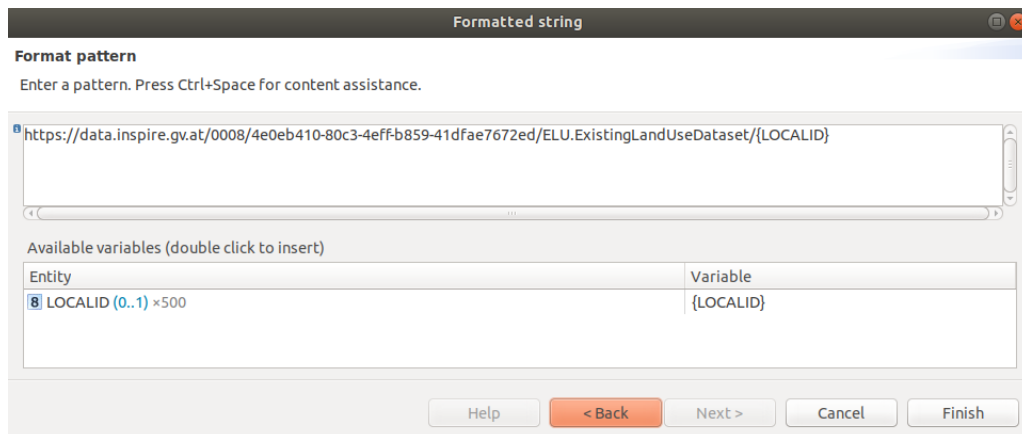 Formatted string
Format pattern
Enter a pattern. Press Ctrl+Space for content assistance.
https://data.inspire.gv.at/0008/4e0eb410-80c3-4eff-b859-41dfae7672ed/ELU.ExistingLandUseDataset/{LOCALID}
Available variables (double click to insert)
Entity Variable
8 LOCALID (0..1) ×500 {LOCALID}
Help < Back Next > Cancel Finish